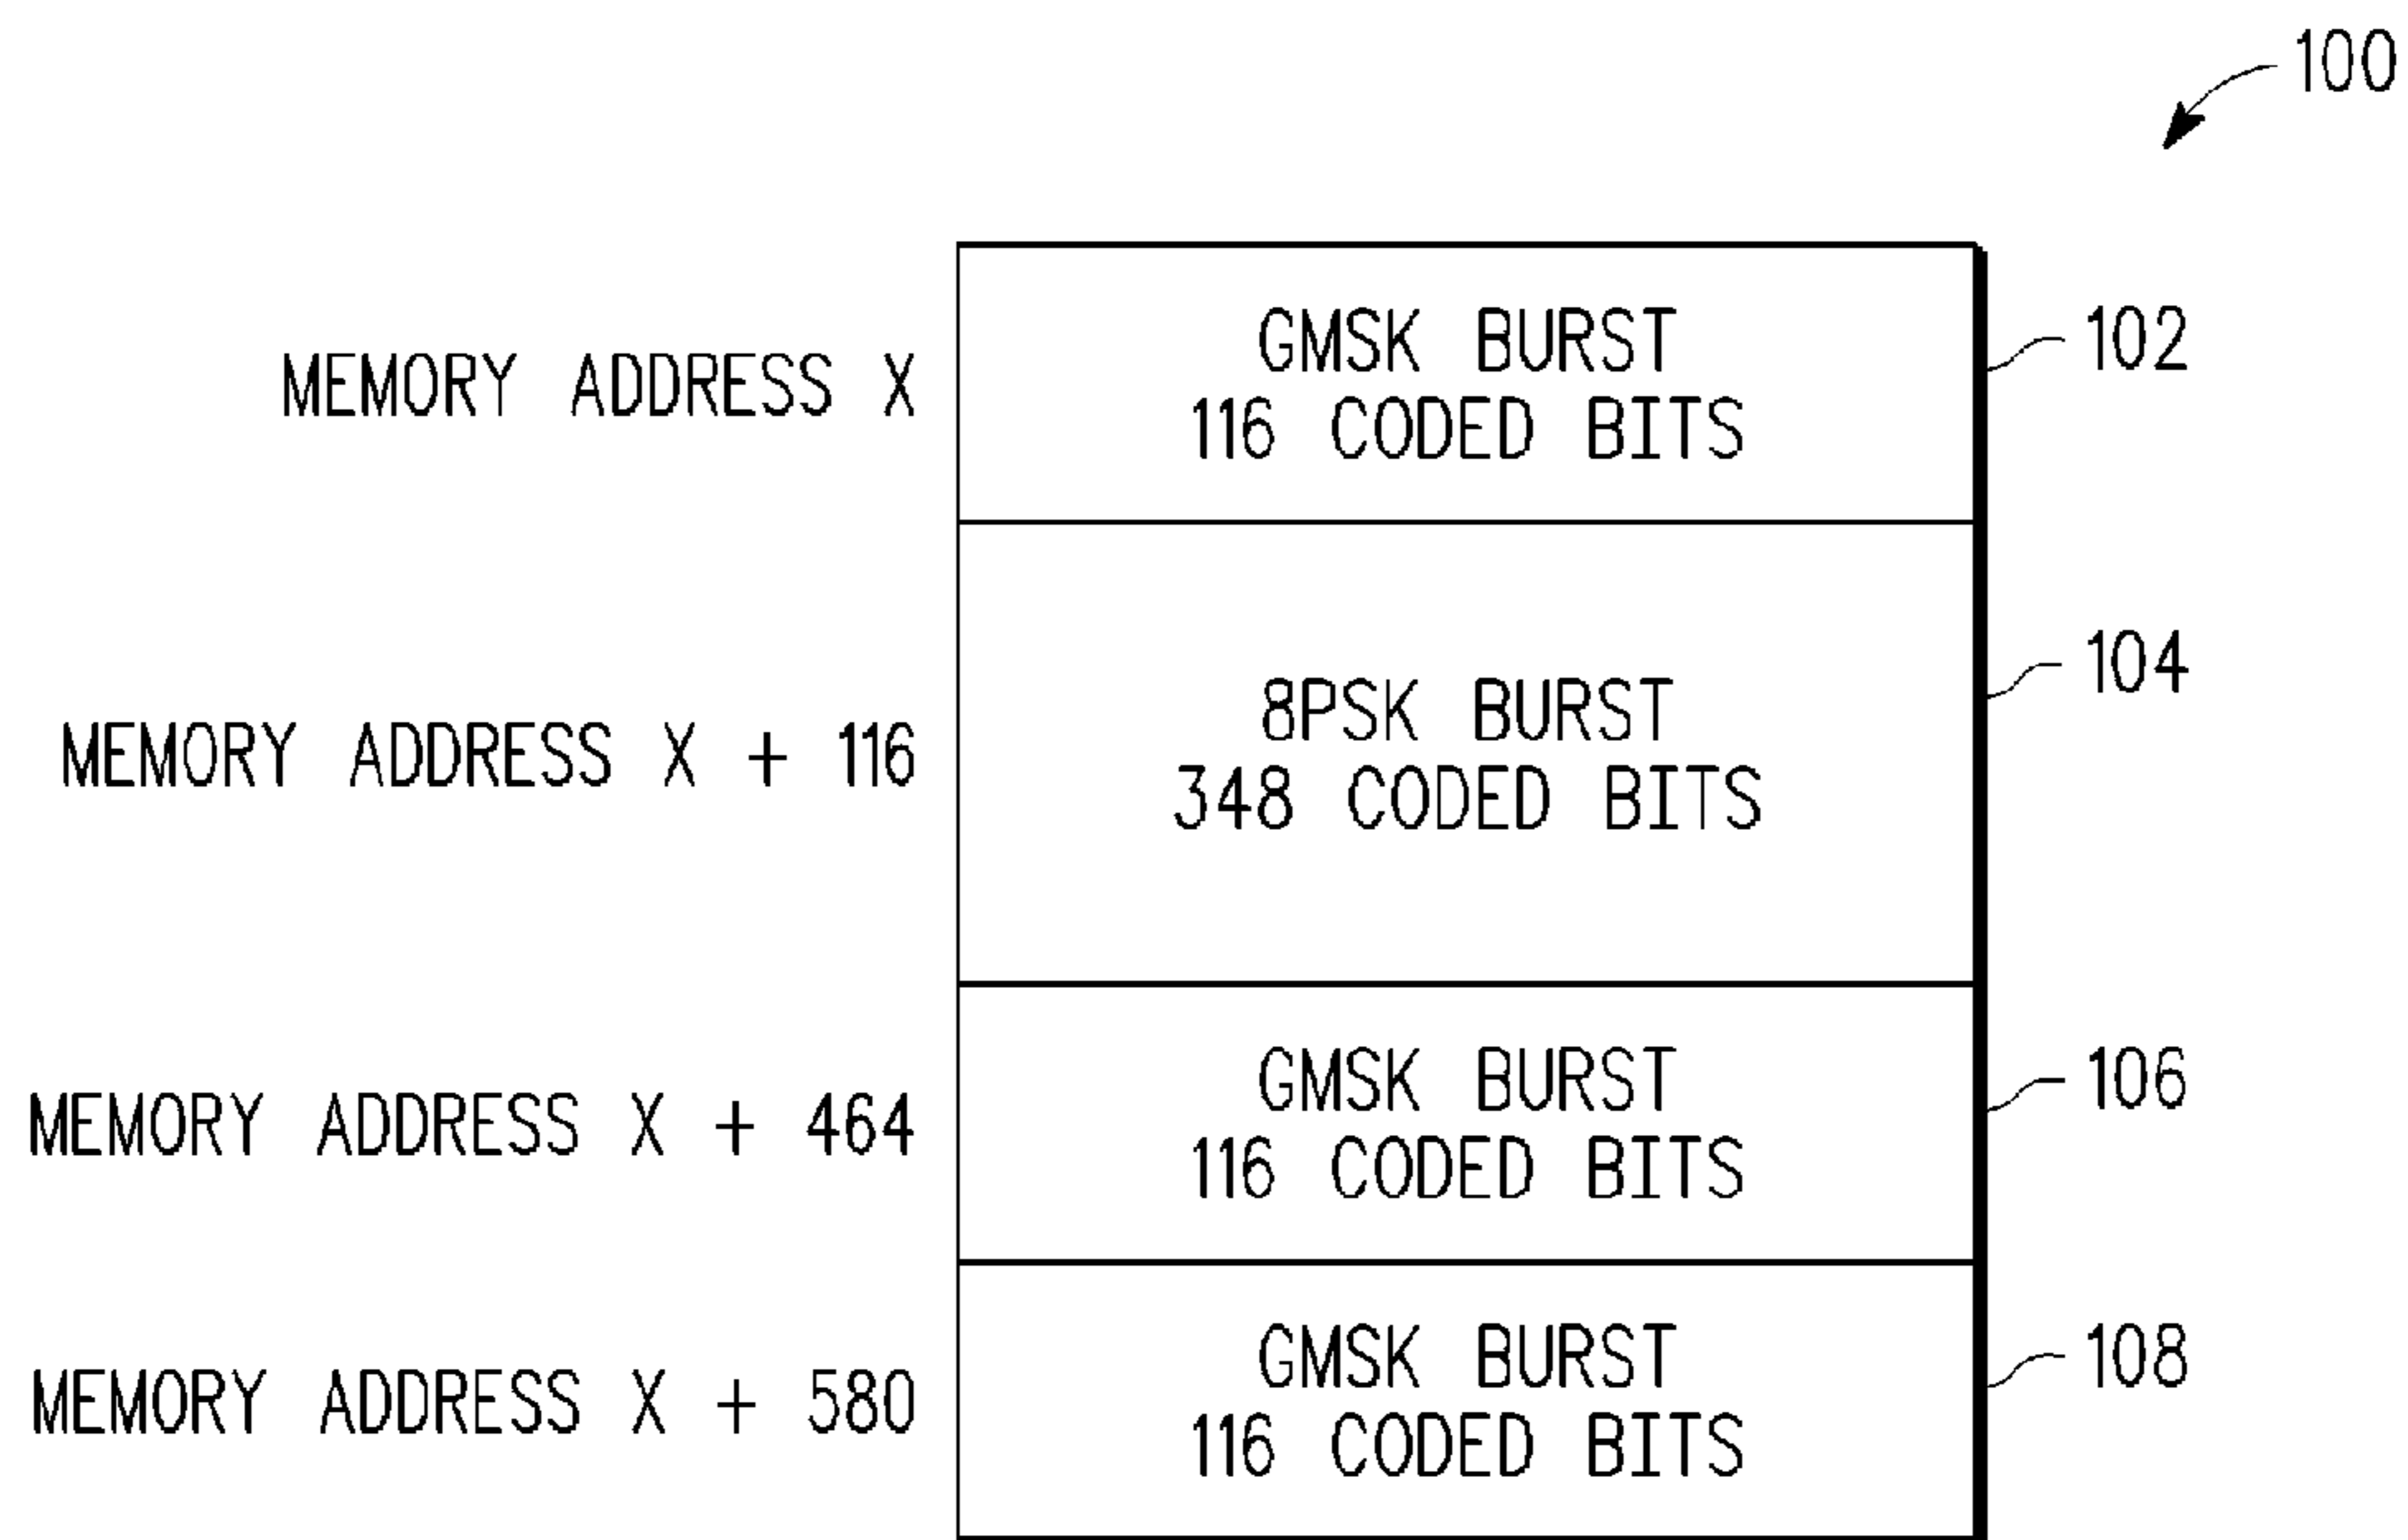 100
GMSK BURST
102
MEMORY ADDRESS X
116 CODED BITS
104
8PSK BURST
MEMORY ADDRESS X + 116
348 CODED BITS
GMSK BURST
106
MEMORY ADDRESS X + 464
116 CODED BITS
GMSK BURST
108
MEMORY ADDRESS X + 580
116 CODED BITS